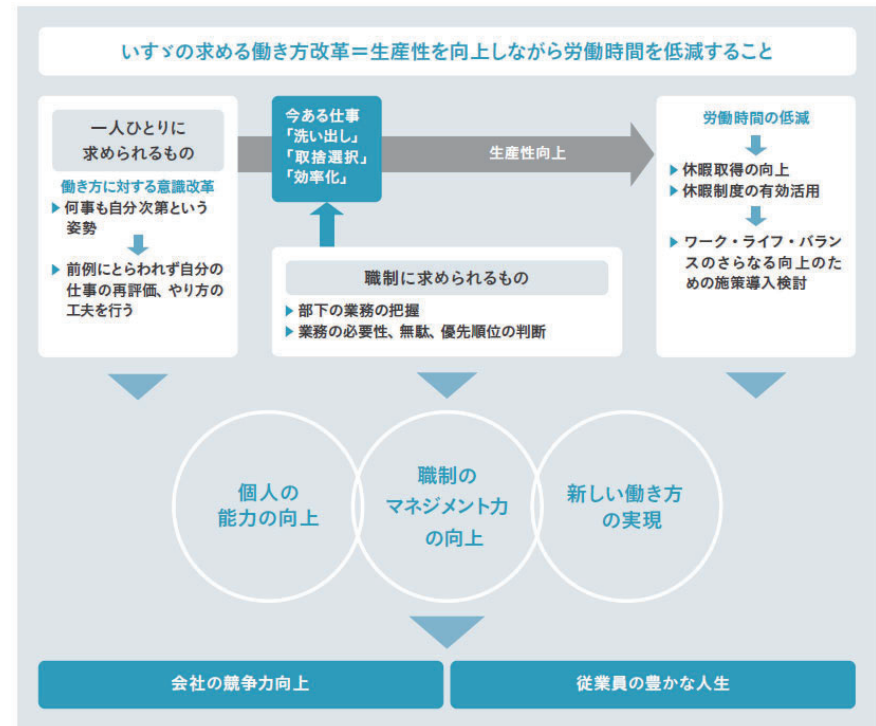 いすゞの求める働き方改革＝生産性を向上しながら労働時間を低減すること
一人ひとりに
求められるもの
働き方に対する意識改革
▶何事も自分次第という
姿勢
▶前例にとらわれず自分の
仕事の再評価、やり方の
工夫を行う
今ある仕事
「洗い出し」
「取捨選択」
「効率化」
生産性向上
職制に求められるもの
▶部下の業務の把握
▶業務の必要性、無駄、優先順位の判断
労働時間の低減
▶休暇取得の向上
▶休暇制度の有効活用
▶ワーク・ライフ・バラン
スのさらなる向上のた
めの施策導入検討
個人の
能力の向上
職制の
マネジメント力
の向上
新しい働き方
の実現
会社の競争力向上
従業員の豊かな人生